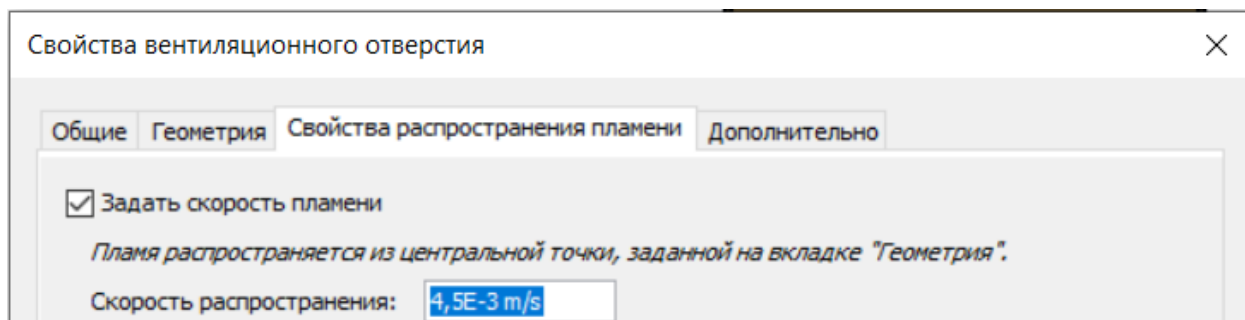 Свойства вентиляционного отверстия
Общие Геометрия Свойства распространения пламени Дополнительно
Задать скорость пламени
Пламя распространяется из центральной точки, заданной на вкладке "Геометрия".
Скорость распространения: 4,5E-3 m/s